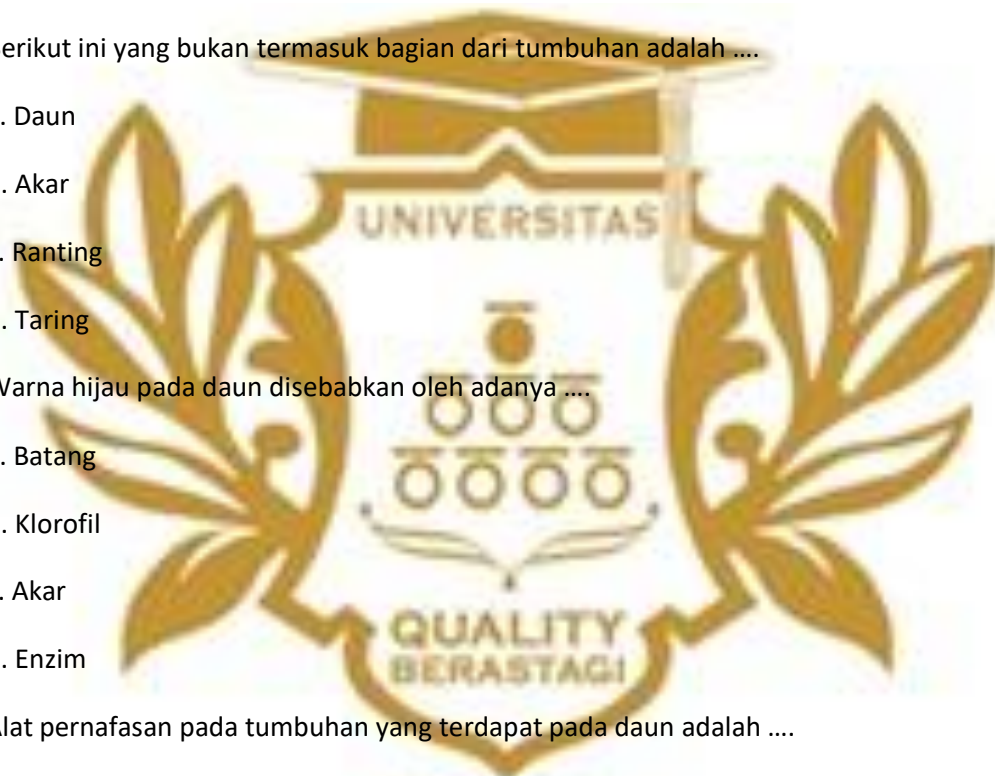 erikut ini yang bukan termasuk bagian dari tumbuhan adalah ....
. Daun
. Akar
UNIVERSITAS
. Ranting
. Taring
Warna hijau pada daun disebabkan oleh adanya ....
. Batang
. Klorofil
. Akar
QUALITY
BERASTAGI
. Enzim
Alat pernafasan pada tumbuhan yang terdapat pada daun adalah ....